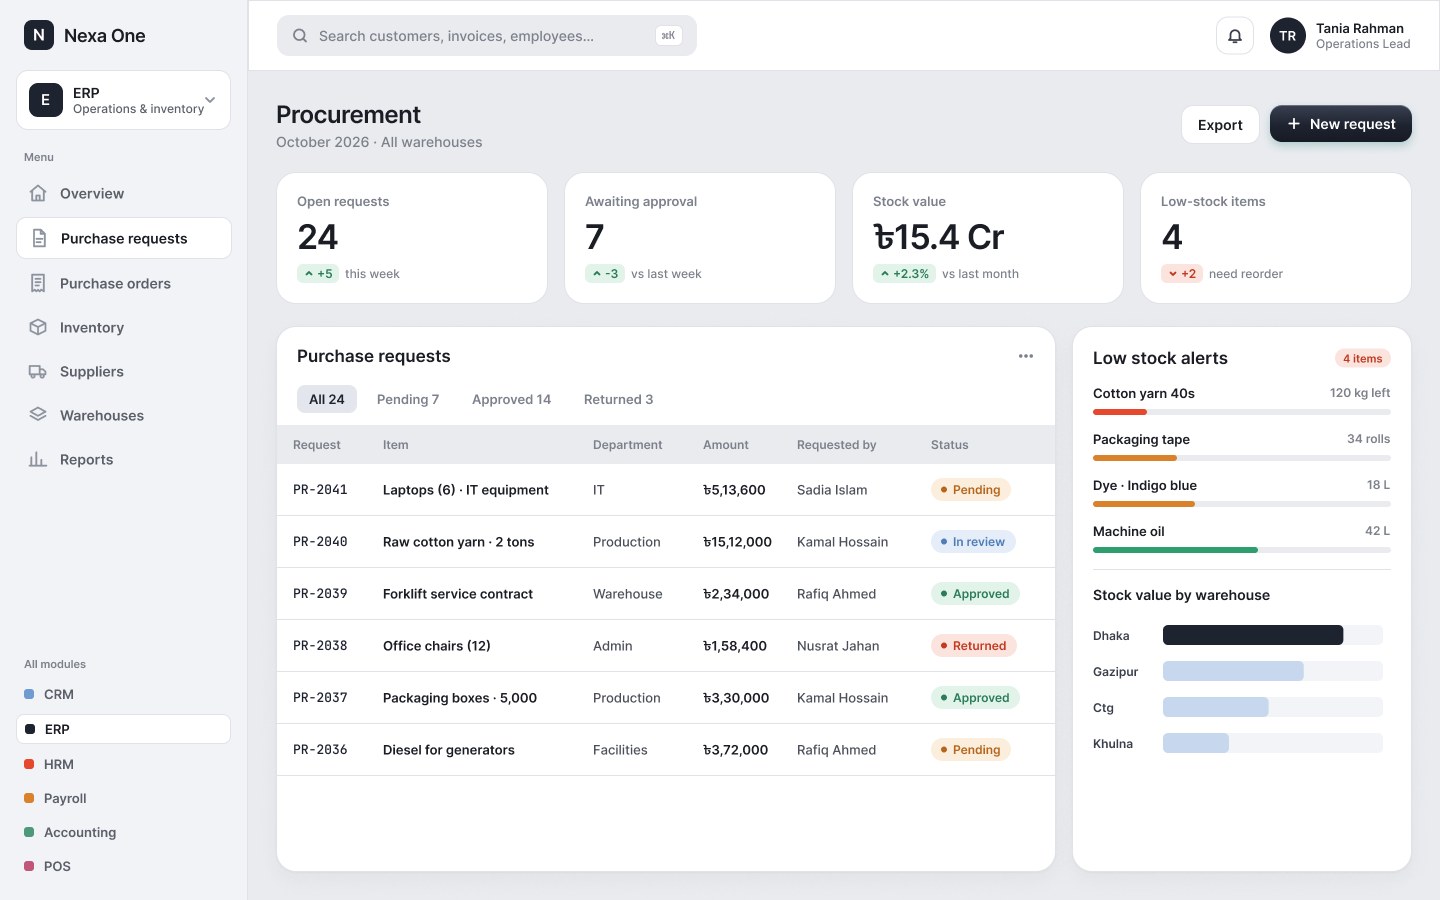 N Nexa One
Search customers, invoices, employees... ⌘K
TR Tania Rahman
Operations Lead
E ERP
Operations & inventory
Menu
Overview
Purchase requests
Purchase orders
Inventory
Suppliers
Warehouses
Reports
All modules
CRM
ERP
HRM
Payroll
Accounting
POS
Procurement
October 2026 · All warehouses
Export
+ New request
Open requests
24
+5 this week
Awaiting approval
7
-3 vs last week
Stock value
৳15.4 Cr
+2.3% vs last month
Low-stock items
4
+2 need reorder
Purchase requests
All 24 Pending 7 Approved 14 Returned 3
Request Item Department Amount Requested by Status
PR-2041 Laptops (6) · IT equipment IT ৳5,13,600 Sadia Islam Pending
PR-2040 Raw cotton yarn · 2 tons Production ৳15,12,000 Kamal Hossain In review
PR-2039 Forklift service contract Warehouse ৳2,34,000 Rafiq Ahmed Approved
PR-2038 Office chairs (12) Admin ৳1,58,400 Nusrat Jahan Returned
PR-2037 Packaging boxes · 5,000 Production ৳3,30,000 Kamal Hossain Approved
PR-2036 Diesel for generators Facilities ৳3,72,000 Rafiq Ahmed Pending
Low stock alerts 4 items
Cotton yarn 40s 120 kg left
Packaging tape 34 rolls
Dye · Indigo blue 18 L
Machine oil 42 L
Stock value by warehouse
Dhaka
Gazipur
Ctg
Khulna